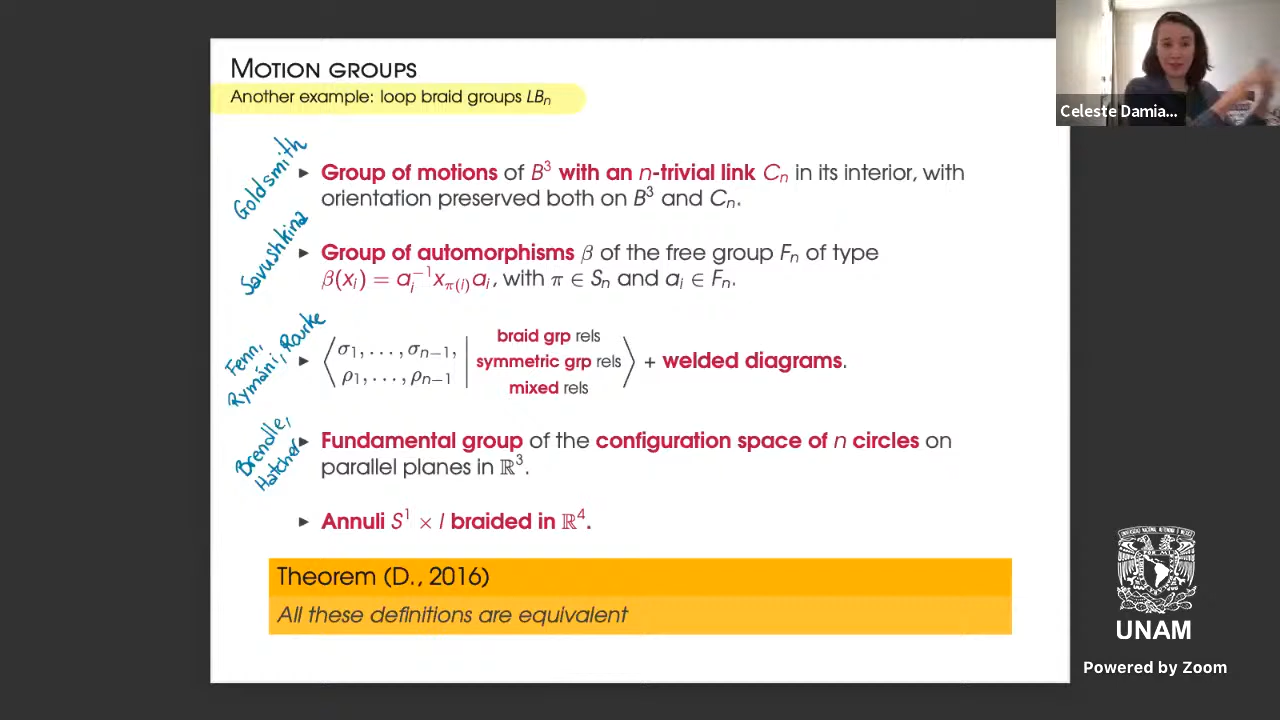 MOTION GROUPS
Another example: loop braid groups LBₙ
Goldsmith
▸ Group of motions of B³ with an n-trivial link Cₙ in its interior, with
orientation preserved both on B³ and Cₙ.
Savushkina
▸ Group of automorphisms β of the free group Fₙ of type
β(xᵢ) = aᵢ⁻¹x_π(i)aᵢ, with π ∈ Sₙ and aᵢ ∈ Fₙ.
Fenn,
Rymáni, Rourke
▸ ⟨ σ₁, . . . , σₙ₋₁, ρ₁, . . . , ρₙ₋₁ | braid grp rels symmetric grp rels mixed rels ⟩ + welded diagrams.
Brendle,
Hatcher
▸ Fundamental group of the configuration space of n circles on
parallel planes in ℝ³.
▸ Annuli S¹ × I braided in ℝ⁴.
Theorem (D., 2016)
All these definitions are equivalent
Celeste Damia...
UNAM
Powered by Zoom